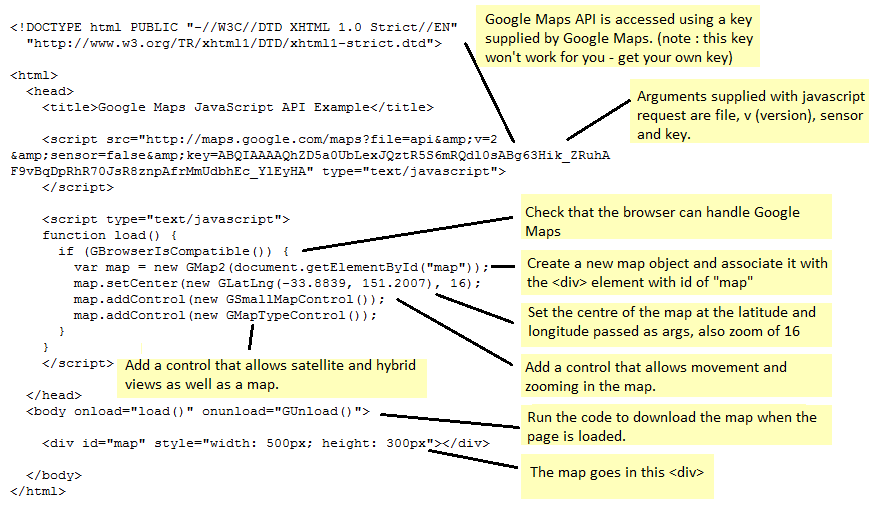 <!DOCTYPE html PUBLIC "-//W3C//DTD XHTML 1.0 Strict//EN"
"http://www.w3.org/TR/xhtml1/DTD/xhtml1-strict.dtd">
<html>
<head>
<title>Google Maps JavaScript API Example</title>
<script src="http://maps.google.com/maps?file=api&amp;v=2
&amp;sensor=false&amp;key=ABQIAAAAQhZD5a0UbLexJQztR5S6mRQdl0sABg63Hik_ZRuhA
F9vBqDpRhR70JsR8znpAfrMmUdbhEc_YlEyHA" type="text/javascript">
</script>
<script type="text/javascript">
function load() {
if (GBrowserIsCompatible()) {
var map = new GMap2(document.getElementById("map"));
map.setCenter(new GLatLng(-33.8839, 151.2007), 16);
map.addControl(new GSmallMapControl());
map.addControl(new GMapTypeControl());
}
}
</script>
</head>
<body onload="load()" onunload="GUnload()">
<div id="map" style="width: 500px; height: 300px"></div>
</body>
</html>
Google Maps API is accessed using a key
supplied by Google Maps. (note : this key
won't work for you - get your own key)
Arguments supplied with javascript
request are file, v (version), sensor
and key.
Check that the browser can handle Google
Maps
Create a new map object and associate it with
the <div> element with id of "map"
Set the centre of the map at the latitude and
longitude passed as args, also zoom of 16
Add a control that allows satellite and hybrid
views as well as a map.
Add a control that allows movement and
zooming in the map.
Run the code to download the map when the
page is loaded.
The map goes in this <div>